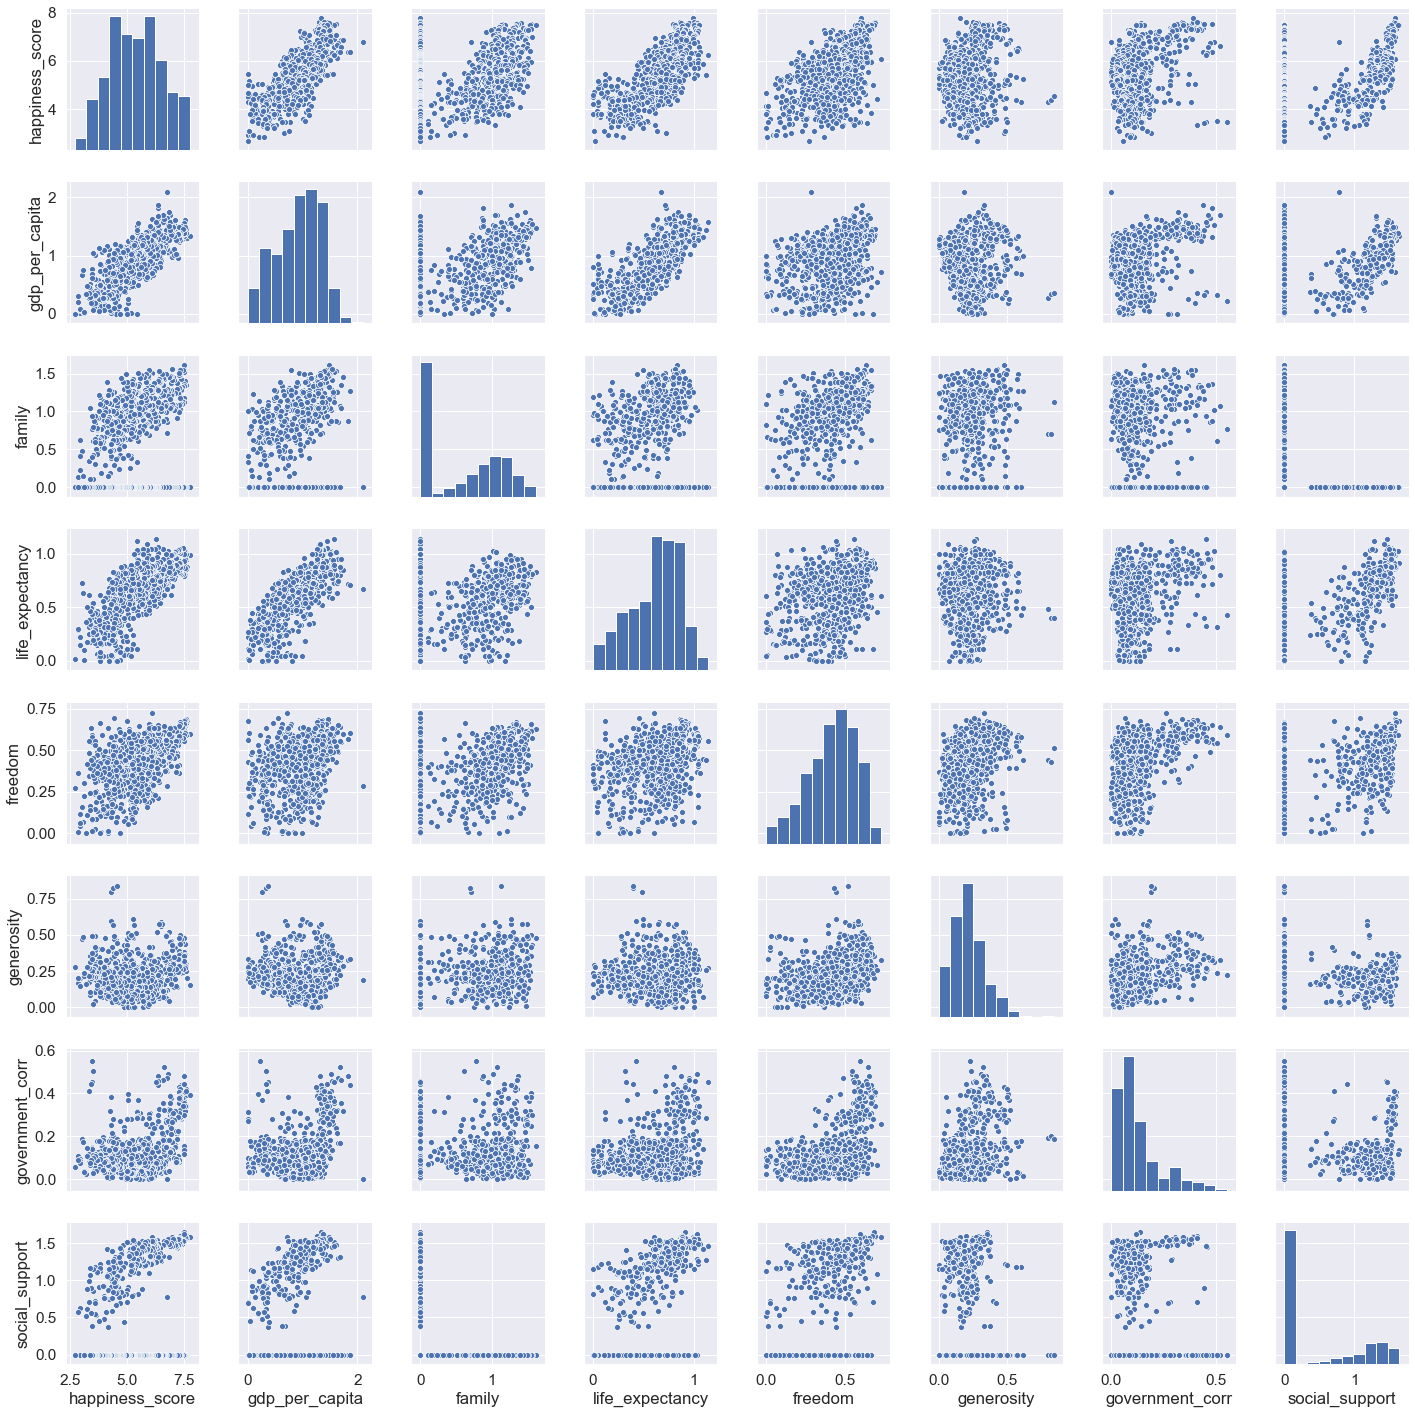 happiness_score
8
6
4
gdp_per_capita
2
1
0
family
1.5
1.0
0.5
0.0
life_expectancy
1.0
0.5
0.0
freedom
0.75
0.50
0.25
0.00
generosity
0.75
0.50
0.25
0.00
government_corr
0.6
0.4
0.2
0.0
social_support
1.5
1.0
0.5
0.0
2.5 5.0 7.5 0 2 0 1 0 1 0.0 0.5 0.0 0.5 0.0 0.5 0 1
happiness_score gdp_per_capita family life_expectancy freedom generosity government_corr social_support